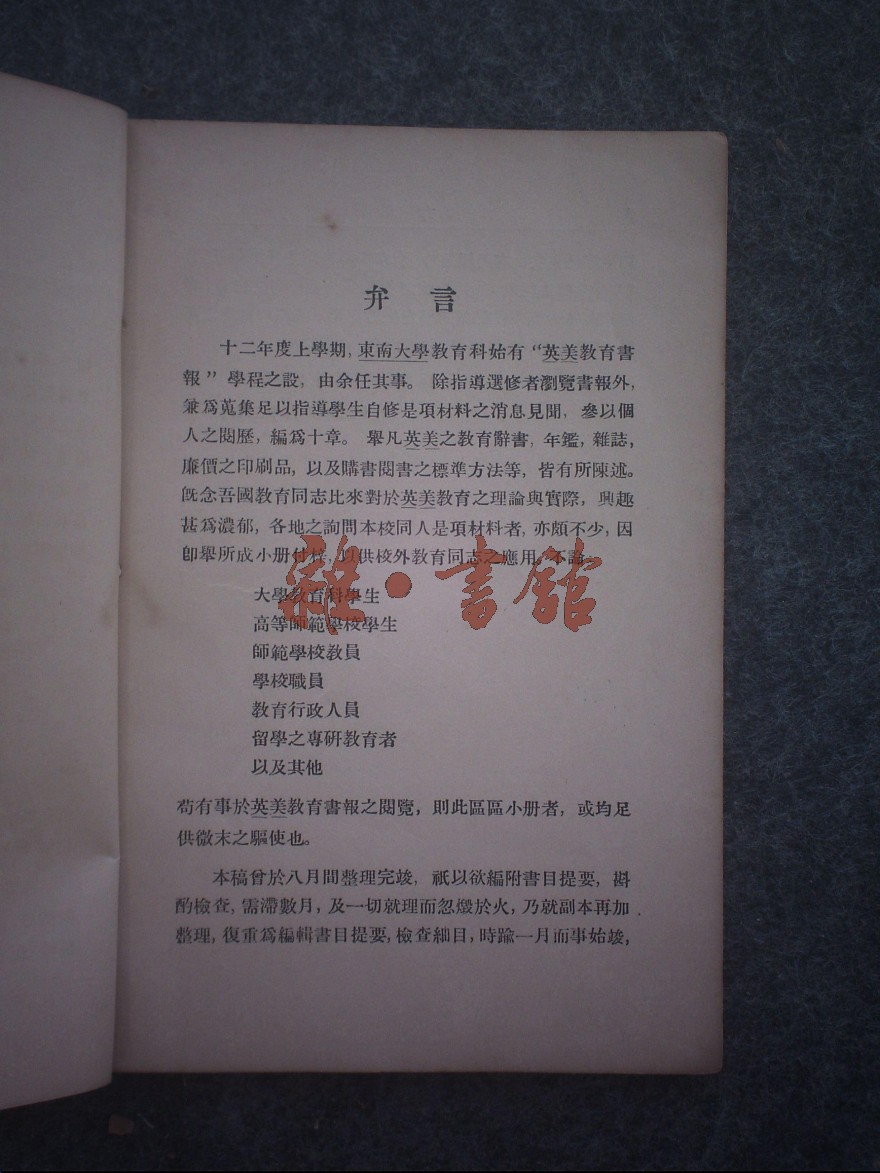 弁言
十二年度上學期，東南大學教育科始有“英美教育書
報”學程之設，由余任其事。除指導選修者瀏覽書報外，
兼爲蒐集足以指導學生自修是項材料之消息見聞，參以個
人之閱歷，編爲十章。舉凡英美之教育辭書，年鑑，雜誌，
廉價之印刷品，以及購書閱書之標準方法等，皆有所陳述。
旣念吾國教育同志比來對於英美教育之理論與實際，興趣
甚爲濃郁，各地之詢問本校同人是項材料者，亦頗不少，因
卽舉所成小册付梓，以供校外教育同志之應用。不論
大學教育科學生
高等師範學校學生
師範學校教員
學校職員
教育行政人員
留學之專研教育者
以及其他
苟有事於英美教育書報之閱覽，則此區區小册者，或均足
供微末之驅使也。
本稿曾於八月間整理完竣，祇以欲編附書目提要，斟
酌檢查，需滯數月，及一切就理而忽燬於火，乃就副本再加
整理，復重爲編輯書目提要，檢查細目，時踰一月而事始竣，
雜·書館